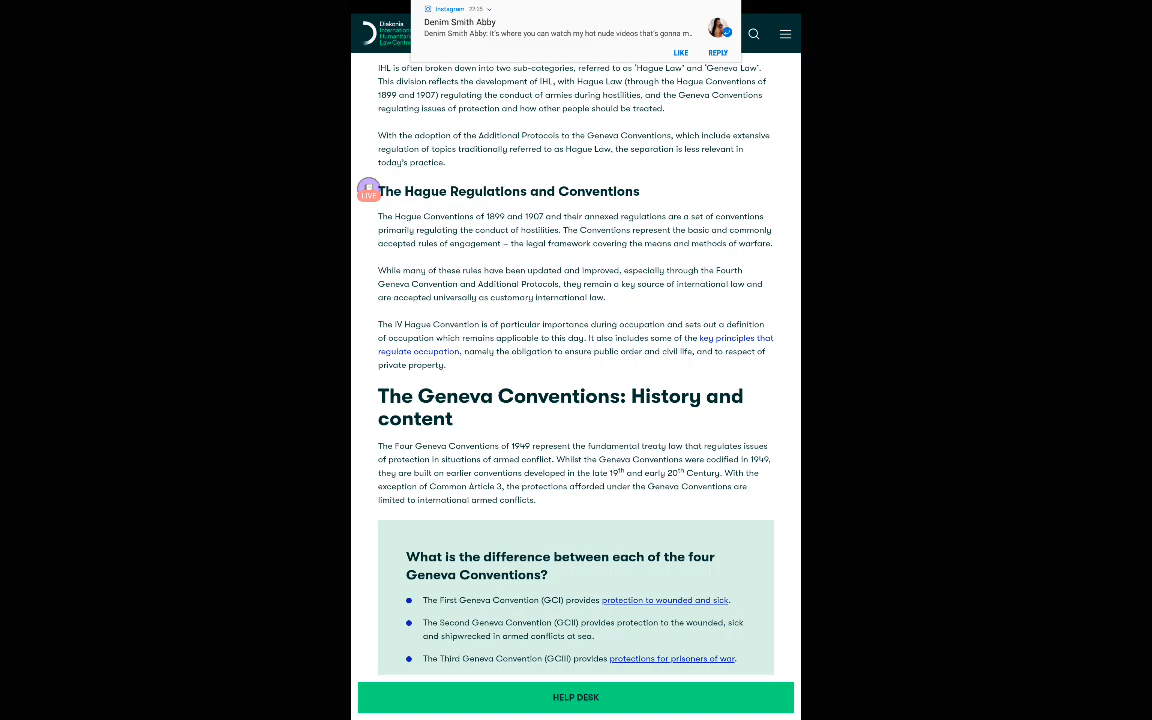 Instagram 22:25
Denim Smith Abby
Denim Smith Abby: It's where you can watch my hot nude videos that's gonna m..
LIKE REPLY
Diakonia
International
Humanitarian
Law Centre
IHL is often broken down into two sub-categories, referred to as 'Hague Law' and 'Geneva Law'.
This division reflects the development of IHL, with Hague Law (through the Hague Conventions of
1899 and 1907) regulating the conduct of armies during hostilities, and the Geneva Conventions
regulating issues of protection and how other people should be treated.
With the adoption of the Additional Protocols to the Geneva Conventions, which include extensive
regulation of topics traditionally referred to as Hague Law, the separation is less relevant in
today's practice.
LIVE
The Hague Regulations and Conventions
The Hague Conventions of 1899 and 1907 and their annexed regulations are a set of conventions
primarily regulating the conduct of hostilities. The Conventions represent the basic and commonly
accepted rules of engagement – the legal framework covering the means and methods of warfare.
While many of these rules have been updated and improved, especially through the Fourth
Geneva Convention and Additional Protocols, they remain a key source of international law and
are accepted universally as customary international law.
The IV Hague Convention is of particular importance during occupation and sets out a definition
of occupation which remains applicable to this day. It also includes some of the key principles that
regulate occupation, namely the obligation to ensure public order and civil life, and to respect of
private property.
The Geneva Conventions: History and
content
The Four Geneva Conventions of 1949 represent the fundamental treaty law that regulates issues
of protection in situations of armed conflict. Whilst the Geneva Conventions were codified in 1949,
they are built on earlier conventions developed in the late 19th and early 20th Century. With the
exception of Common Article 3, the protections afforded under the Geneva Conventions are
limited to international armed conflicts.
What is the difference between each of the four
Geneva Conventions?
The First Geneva Convention (GCI) provides protection to wounded and sick.
The Second Geneva Convention (GCII) provides protection to the wounded, sick
and shipwrecked in armed conflicts at sea.
The Third Geneva Convention (GCIII) provides protections for prisoners of war.
HELP DESK